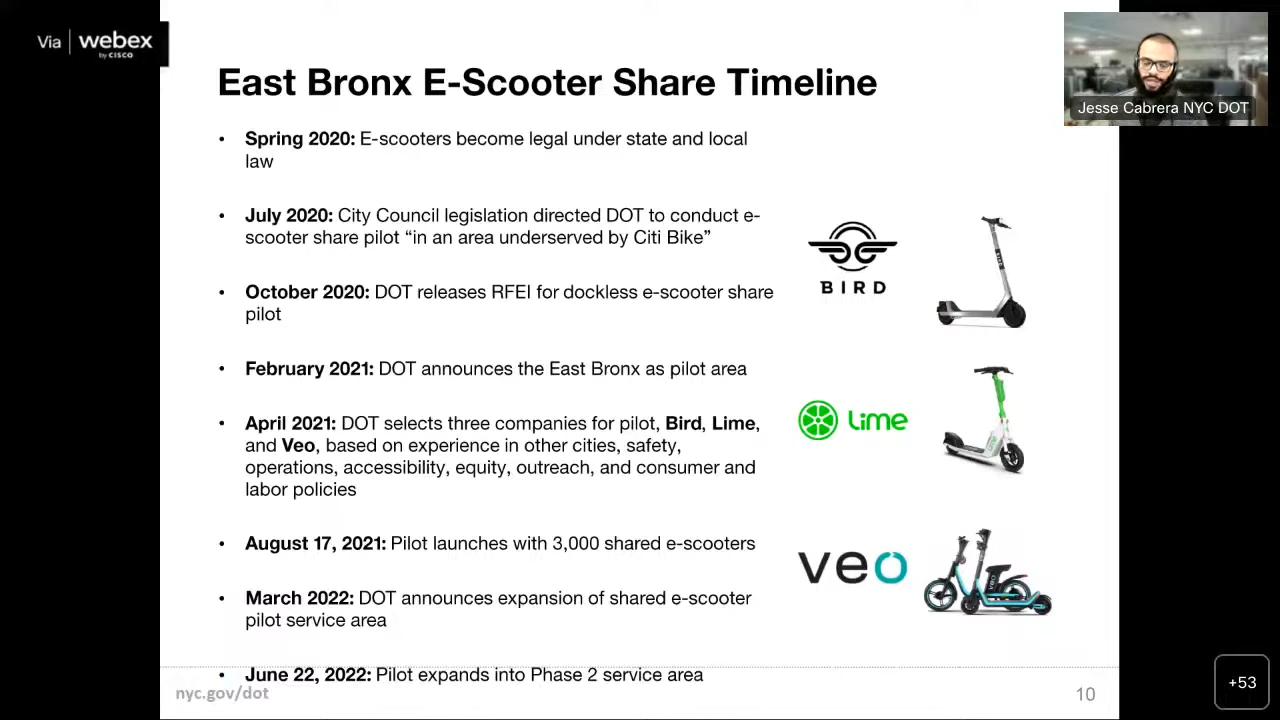 Via | webex
by CISCO
East Bronx E-Scooter Share Timeline
Jesse Cabrera NYC DOT
• Spring 2020: E-scooters become legal under state and local
law
• July 2020: City Council legislation directed DOT to conduct e-
scooter share pilot “in an area underserved by Citi Bike”
• October 2020: DOT releases RFEI for dockless e-scooter share
pilot
• February 2021: DOT announces the East Bronx as pilot area
• April 2021: DOT selects three companies for pilot, Bird, Lime,
and Veo, based on experience in other cities, safety,
operations, accessibility, equity, outreach, and consumer and
labor policies
• August 17, 2021: Pilot launches with 3,000 shared e-scooters
• March 2022: DOT announces expansion of shared e-scooter
pilot service area
• June 22, 2022: Pilot expands into Phase 2 service area
BIRD
Lime
veo
nyc.gov/dot
10
+53